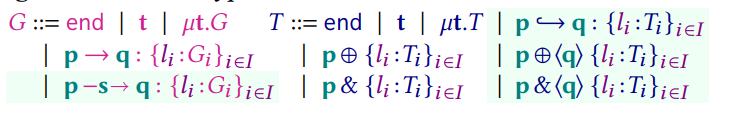 G ::= end | t | μt.G T ::= end | t | μt.T | p ↪ q : {lᵢ : Tᵢ}ᵢ∈I
| p → q : {lᵢ : Gᵢ}ᵢ∈I | p ⊕ {lᵢ : Tᵢ}ᵢ∈I | p ⊕⟨q⟩ {lᵢ : Tᵢ}ᵢ∈I
| p −s→ q : {lᵢ : Gᵢ}ᵢ∈I | p & {lᵢ : Tᵢ}ᵢ∈I | p &⟨q⟩ {lᵢ : Tᵢ}ᵢ∈I